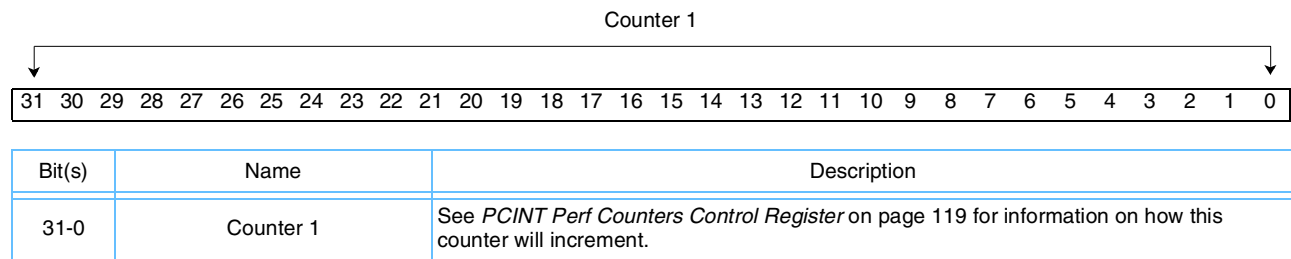 Counter 1
31 30 29 28 27 26 25 24 23 22 21 20 19 18 17 16 15 14 13 12 11 10 9 8 7 6 5 4 3 2 1 0
Bit(s) Name Description
31-0 Counter 1 See PCINT Perf Counters Control Register on page 119 for information on how this
counter will increment.